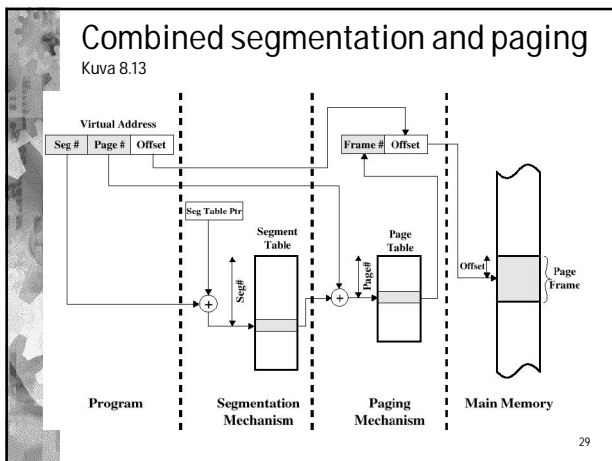 Combined segmentation and paging
Kuva 8.13
Virtual Address
Seg # Page # Offset
Frame # Offset
Seg Table Ptr
Segment
Table
Page
Table
Seg#
Page#
Offset
Page
Frame
+
+
Program
Segmentation
Mechanism
Paging
Mechanism
Main Memory
29